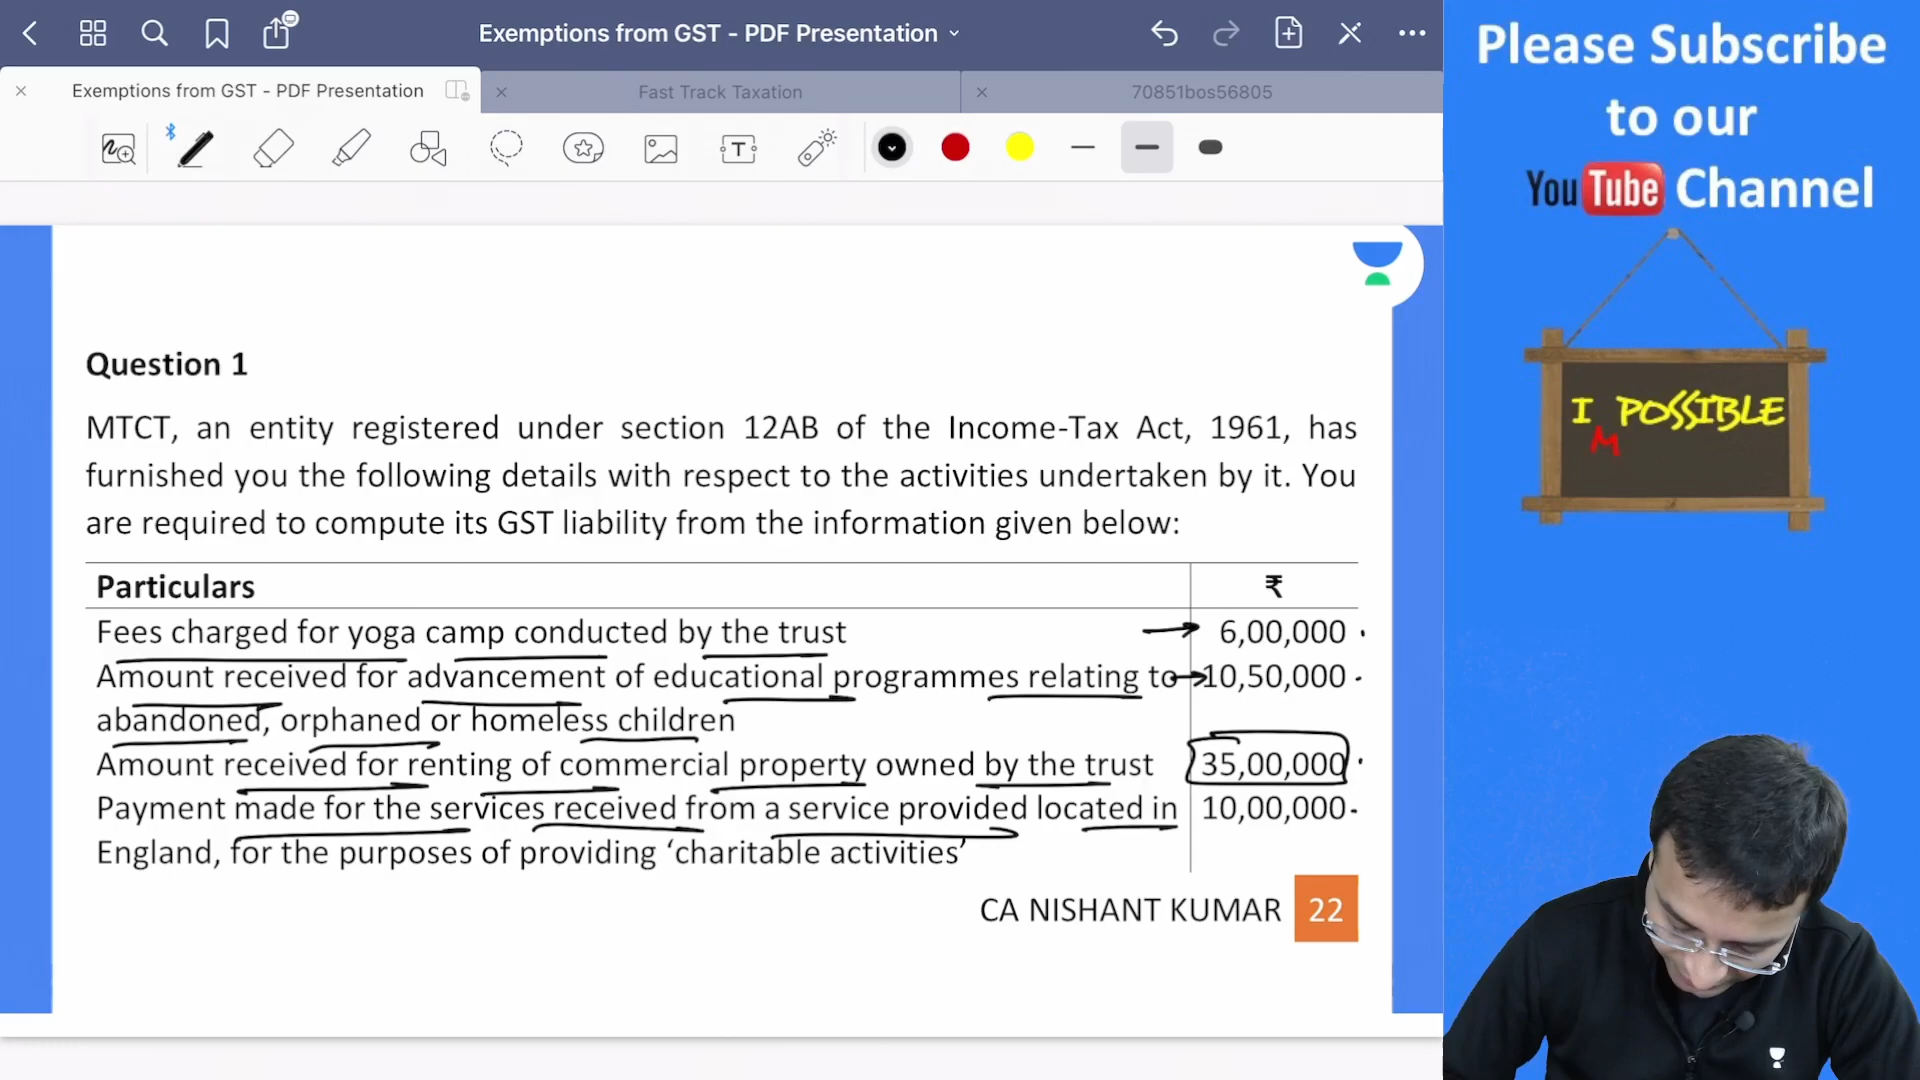 Exemptions from GST - PDF Presentation
Exemptions from GST - PDF Presentation
Fast Track Taxation
70851bos56805
T
Question 1
MTCT, an entity registered under section 12AB of the Income-Tax Act, 1961, has
furnished you the following details with respect to the activities undertaken by it. You
are required to compute its GST liability from the information given below:
Particulars ₹
Fees charged for yoga camp conducted by the trust 6,00,000
Amount received for advancement of educational programmes relating to 10,50,000
abandoned, orphaned or homeless children
Amount received for renting of commercial property owned by the trust 35,00,000
Payment made for the services received from a service provided located in 10,00,000
England, for the purposes of providing ‘charitable activities’
CA NISHANT KUMAR 22
Please Subscribe
to our
YouTube Channel
I POSSIBLE
M